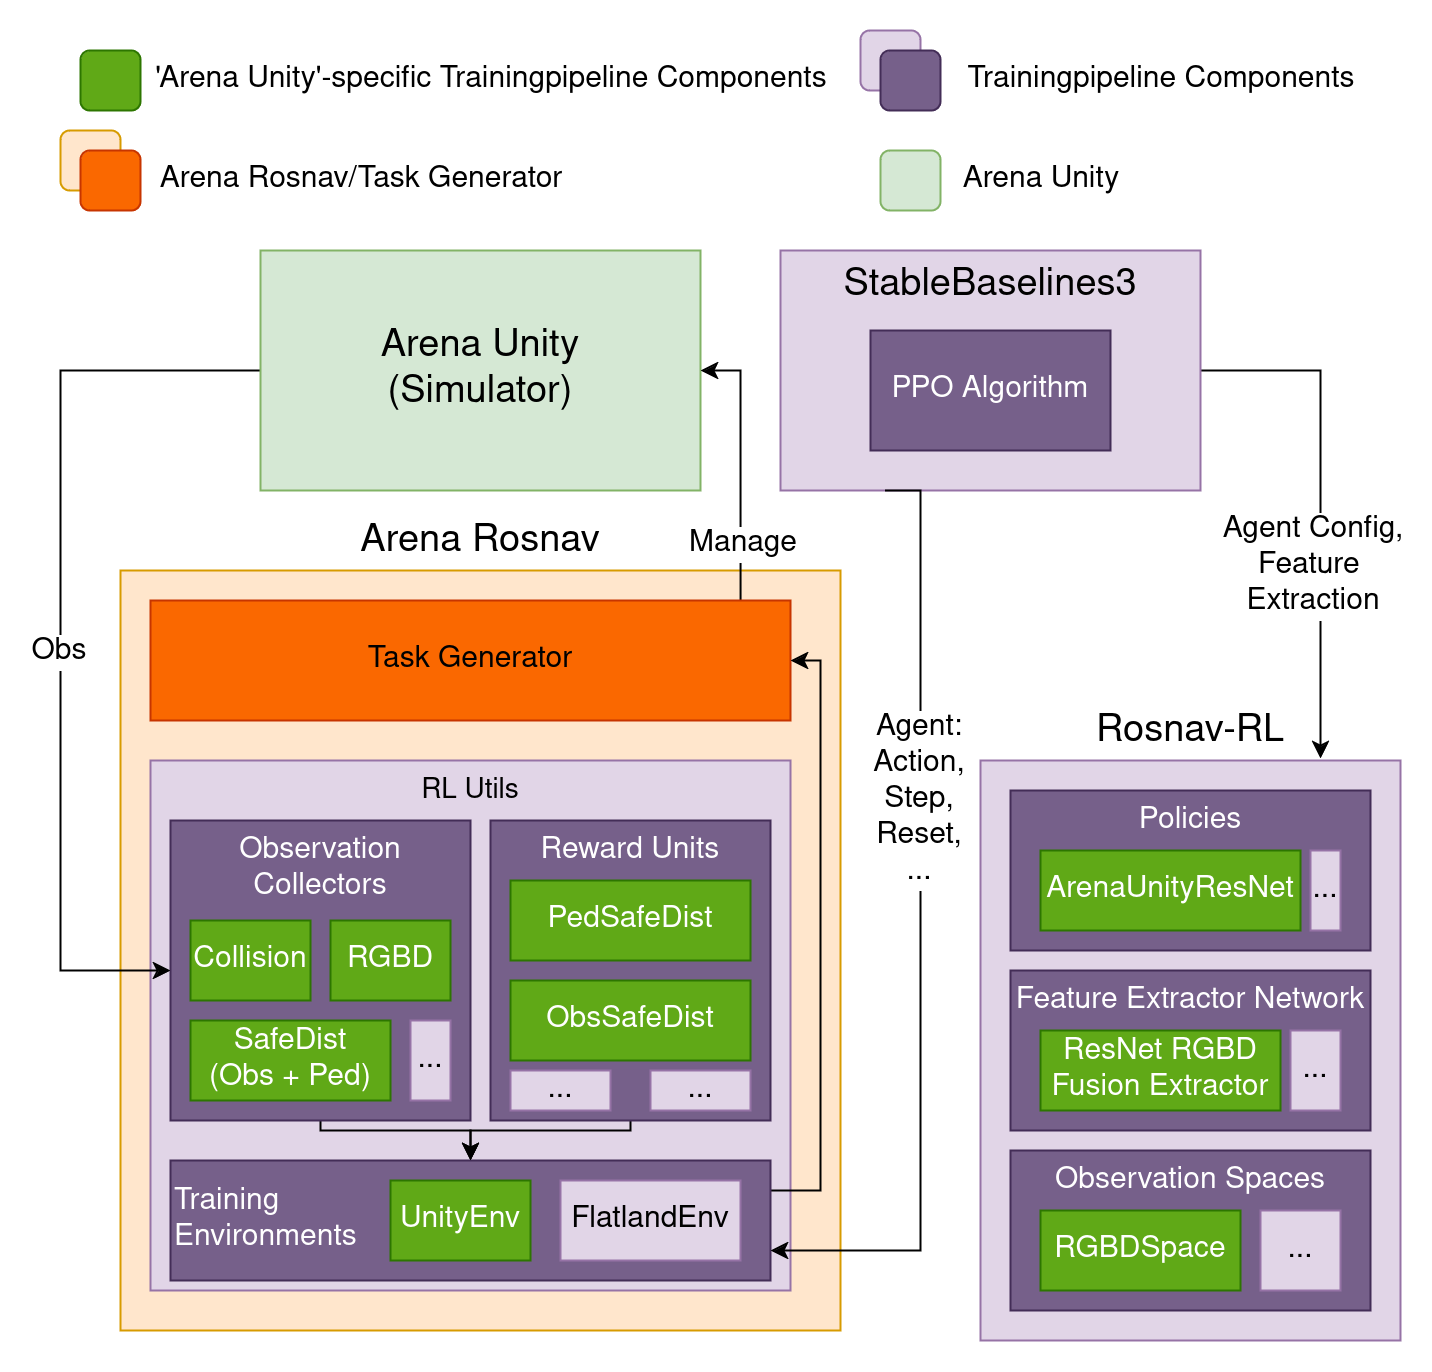 'Arena Unity'-specific Trainingpipeline Components
Trainingpipeline Components
Arena Rosnav/Task Generator
Arena Unity
Arena Unity
(Simulator)
StableBaselines3
PPO Algorithm
Manage
Obs
Agent Config,
Feature
Extraction
Agent:
Action,
Step,
Reset,
...
Arena Rosnav
Task Generator
RL Utils
Observation
Collectors
Collision
RGBD
SafeDist
(Obs + Ped)
...
Reward Units
PedSafeDist
ObsSafeDist
...
...
Training
Environments
UnityEnv
FlatlandEnv
Rosnav-RL
Policies
ArenaUnityResNet
...
Feature Extractor Network
ResNet RGBD
Fusion Extractor
...
Observation Spaces
RGBDSpace
...